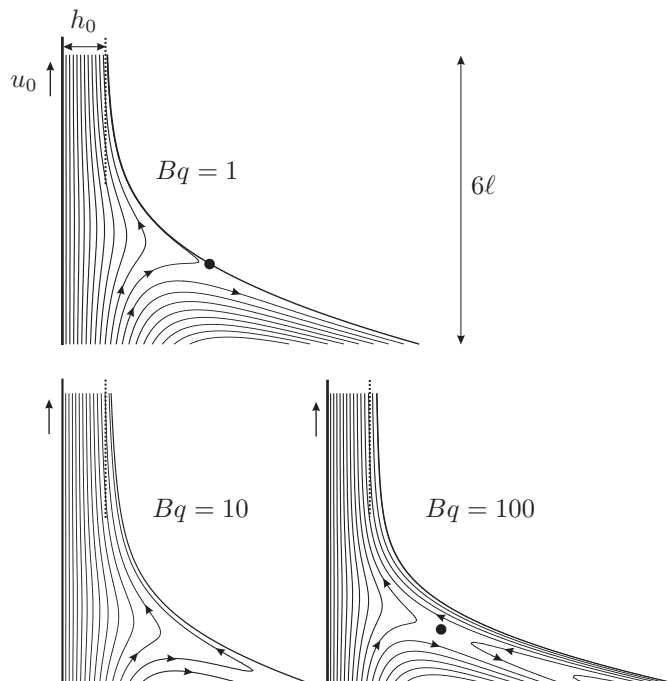 h₀
u₀
Bq = 1
6ℓ
Bq = 10
Bq = 100